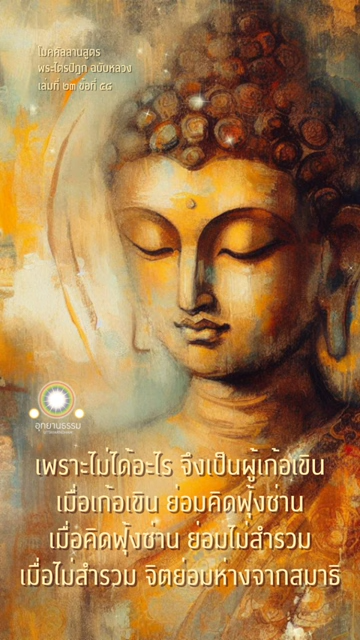 โมคคัลลานสูตร
พระไตรปิฎก ฉบับหลวง
เล่มที่ ๒๓ ข้อที่ ๕๘
อุทยานธรรม
เพราะไม่ได้อะไร จึงเป็นผู้เก้อเขิน
เมื่อเก้อเขิน ย่อมคิดฟุ้งซ่าน
เมื่อคิดฟุ้งซ่าน ย่อมไม่สำรวม
เมื่อไม่สำรวม จิตย่อมห่างจากสมาธิ